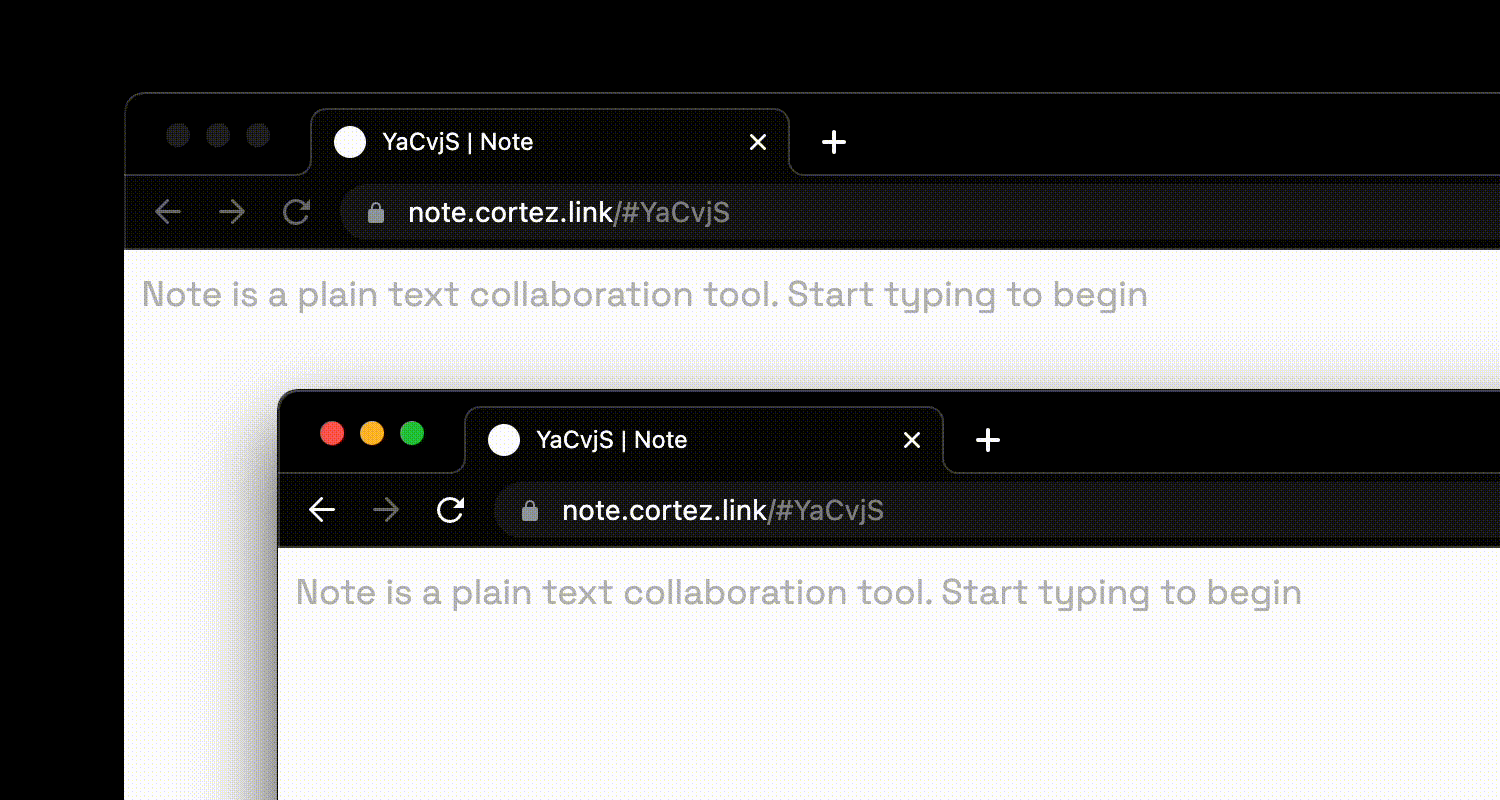 YaCvjS | Note
note.cortez.link/#YaCvjS
Note is a plain text collaboration tool. Start typing to begin
YaCvjS | Note
note.cortez.link/#YaCvjS
Note is a plain text collaboration tool. Start typing to begin